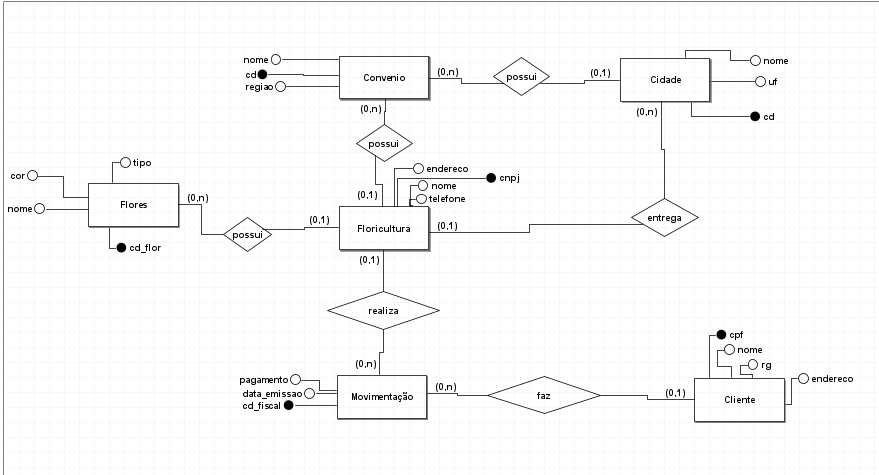 nome
cd
regiao
Convenio
(0,n)
possui
(0,1)
Cidade
nome
uf
cd
(0,n)
(0,n)
possui
(0,1)
endereco
cnpj
nome
telefone
cor
tipo
nome
Flores
(0,n)
cd_flor
possui
(0,1)
Floricultura
(0,1)
entrega
(0,1)
realiza
(0,n)
pagamento
data_emissao
cd_fiscal
Movimentação
(0,n)
faz
(0,1)
Cliente
cpf
nome
rg
endereco